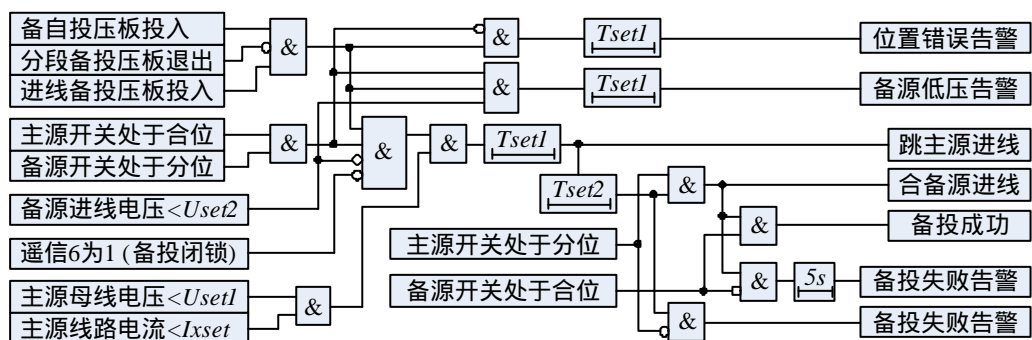 备自投压板投入
分段备投压板退出
进线备投压板投入
主源开关处于合位
备源开关处于分位
备源进线电压<Uset2
遥信6为1 (备投闭锁)
主源母线电压<Uset1
主源线路电流<Ixset
&
&
&
&
&
&
&
Tset1
Tset1
Tset1
Tset2
主源开关处于分位
备源开关处于合位
&
&
&
&
5s
位置错误告警
备源低压告警
跳主源进线
合备源进线
备投成功
备投失败告警
备投失败告警